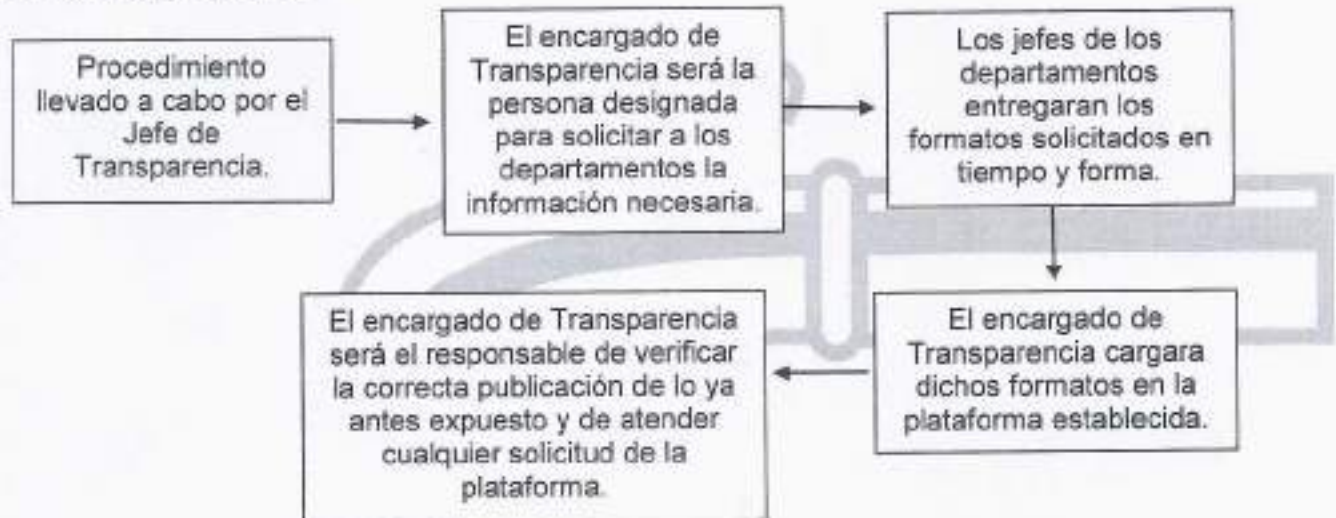 Procedimiento
llevado a cabo por el
Jefe de
Transparencia.
El encargado de
Transparencia será la
persona designada
para solicitar a los
departamentos la
información necesaria.
Los jefes de los
departamentos
entregaran los
formatos solicitados en
tiempo y forma.
El encargado de
Transparencia cargara
dichos formatos en la
plataforma establecida.
El encargado de Transparencia
será el responsable de verificar
la correcta publicación de lo ya
antes expuesto y de atender
cualquier solicitud de la
plataforma.